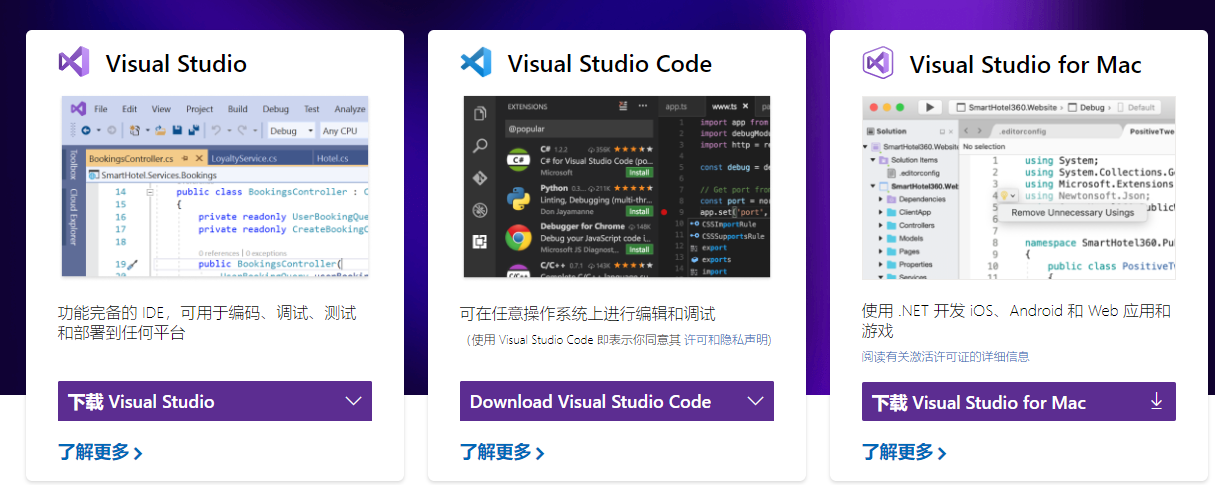 Visual Studio
File Edit View Project Build Debug Test Analyze
Debug Any CPU
Toolbox
Cloud Explorer
BookingsController.cs LoyaltyService.cs Hotel.cs
SmartHotel.Services.Bookings
14 public class BookingsController : C
15 {
16 private readonly UserBookingQue
17 private readonly CreateBookingC
18
0 references | 0 exceptions
19 public BookingsController(
20
功能完备的 IDE，可用于编码、调试、测试
和部署到任何平台
下载 Visual Studio
了解更多
Visual Studio Code
EXTENSIONS
@popular
C# 1.2.2 356K
C# for Visual Studio Code (po...
Microsoft Install
Python 0.3... 211K
Linting, Debugging (multi-thr...
Don Jayamanne Install
Debugger for Chrome 148K
Debug your JavaScript code i...
Microsoft JS Diagnost... Install
C/C++ 0.7.1 143K
Complete C/C++ language
app.ts www.ts
1 import app from
2 import debugModu
3 import http = re
4
5 const debug = de
6
7 // Get port from
8 const port = nor
9 app.set('port',
CSSImportRule
CSSSupportsRule
export
exports
import
可在任意操作系统上进行编辑和调试
（使用 Visual Studio Code 即表示你同意其 许可和隐私声明)
Download Visual Studio Code
了解更多
Visual Studio for Mac
SmartHotel360.Website Debug Default
Solution
SmartHotel360.Website
Solution Items
.editorconfig
SmartHotel360.Web
Dependencies
ClientApp
Controllers
Models
Pages
Properties
Services
.editorconfig PositiveTwe
No selection
1 using System;
2 using System.Collections.Ge
3 using Microsoft.Extensions
4 using Newtonsoft.Json;
5
Remove Unnecessary Usings
7
8 namespace SmartHotel360.Pu
9 {
10 public class PositiveTw
11 {
使用 .NET 开发 iOS、Android 和 Web 应用和
游戏
阅读有关激活许可证的详细信息
下载 Visual Studio for Mac
了解更多